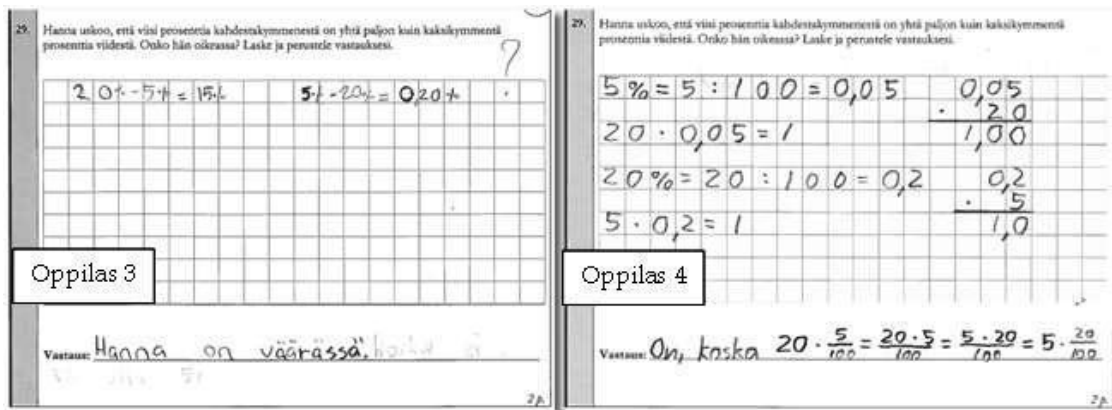 29. Hanna uskoo, että viisi prosenttia kahdestakymmenestä on yhtä paljon kuin kaksikymmentä
prosenttia viidestä. Onko hän oikeassa? Laske ja perustele vastauksesi.
?
20% - 5% = 15% 5% - 20% = 0,20%
Oppilas 3
Vastaus: Hanna on väärässä.
2 p.
29. Hanna uskoo, että viisi prosenttia kahdestakymmenestä on yhtä paljon kuin kaksikymmentä
prosenttia viidestä. Onko hän oikeassa? Laske ja perustele vastauksesi.
5% = 5 : 100 = 0,05 0,05
· 20
20 · 0,05 = 1 1,00
20% = 20 : 100 = 0,2 0,2
· 5
5 · 0,2 = 1 1,0
Oppilas 4
Vastaus: On, koska 20 · 5/100 = 20·5/100 = 5·20/100 = 5 · 20/100
2 p.